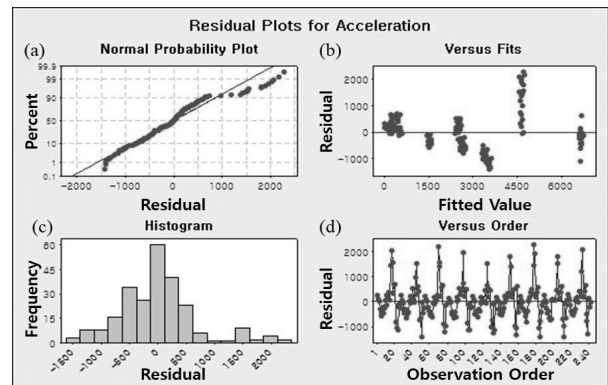 Residual Plots for Acceleration
(a) Normal Probability Plot
99.9
99
90
50
10
1
0.1
Percent
-2000 -1000 0 1000 2000
Residual
(b) Versus Fits
2000
1000
0
-1000
Residual
0 1500 3000 4500 6000
Fitted Value
(c) Histogram
60
45
30
15
0
Frequency
-1500 -1000 -500 0 500 1000 1500 2000
Residual
(d) Versus Order
2000
1000
0
-1000
Residual
1 20 40 60 80 100 120 140 160 180 200 220 240
Observation Order